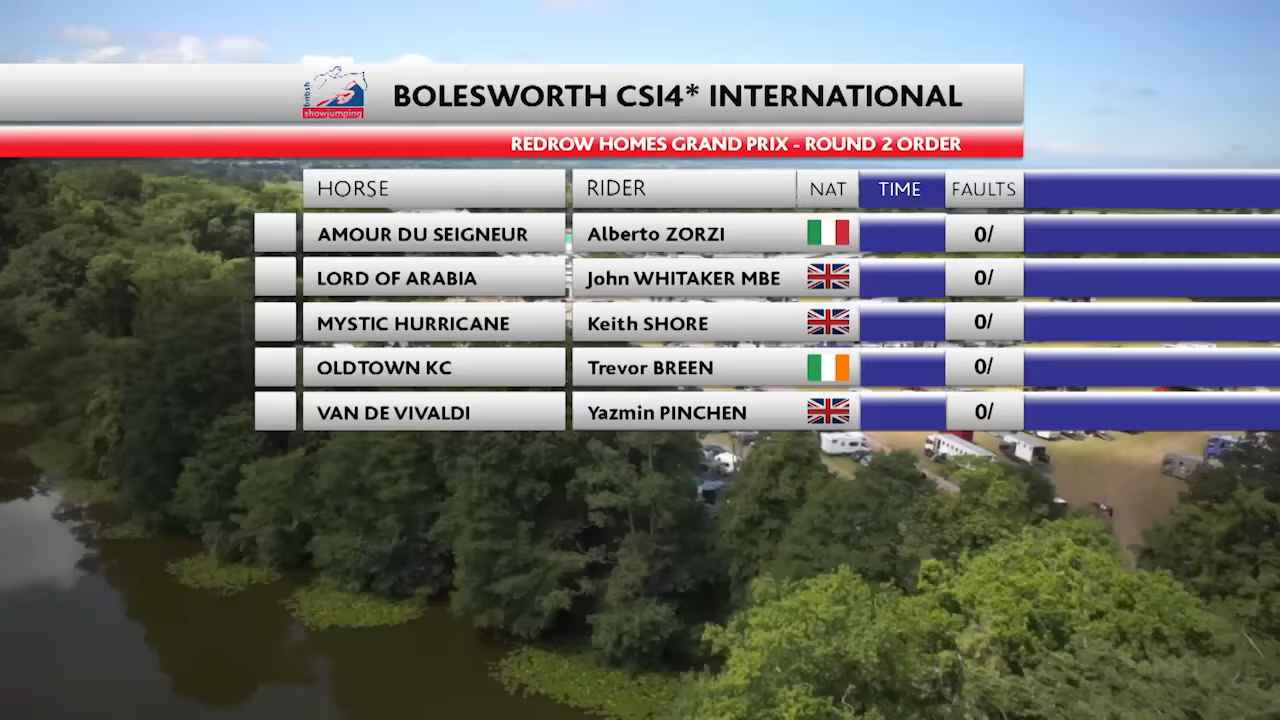 british
showjumping
BOLESWORTH CSI4* INTERNATIONAL
REDROW HOMES GRAND PRIX - ROUND 2 ORDER
HORSE RIDER NAT TIME FAULTS
AMOUR DU SEIGNEUR Alberto ZORZI 0/
LORD OF ARABIA John WHITAKER MBE 0/
MYSTIC HURRICANE Keith SHORE 0/
OLDTOWN KC Trevor BREEN 0/
VAN DE VIVALDI Yazmin PINCHEN 0/